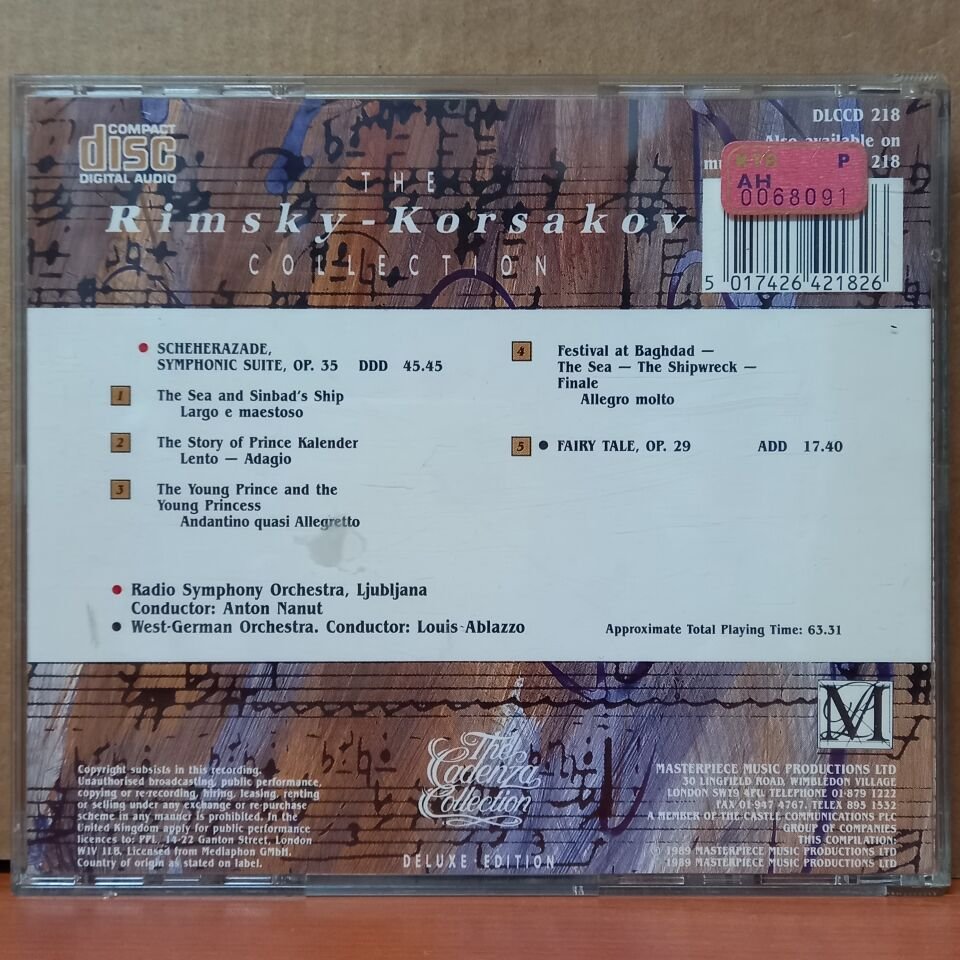 COMPACT
disc
DIGITAL AUDIO
DLCCD 218
Also available on
218
P
AH
0068091
5 017426 421826
THE
Rimsky-Korsakov
COLLECTION
SCHEHERAZADE,
SYMPHONIC SUITE, OP. 35 DDD 45.45
1 The Sea and Sinbad's Ship
Largo e maestoso
2 The Story of Prince Kalender
Lento — Adagio
3 The Young Prince and the
Young Princess
Andantino quasi Allegretto
4 Festival at Baghdad —
The Sea — The Shipwreck —
Finale
Allegro molto
5 FAIRY TALE, OP. 29 ADD 17.40
Radio Symphony Orchestra, Ljubljana
Conductor: Anton Nanut
West-German Orchestra. Conductor: Louis Ablazzo
Approximate Total Playing Time: 63.31
Copyright subsists in this recording.
Unauthorised broadcasting, public performance,
copying or re-recording, hiring, leasing, renting
or selling under any exchange or re-purchase
scheme in any manner is prohibited. In the
United Kingdom apply for public performance
licences to: PPL, 14-22 Ganton Street, London
W1V 1LB. Licensed from Mediaphon GmbH.
Country of origin as stated on label.
The
Cadenza
Collection
DELUXE EDITION
M
MASTERPIECE MUSIC PRODUCTIONS LTD
30 LINGFIELD ROAD, WIMBLEDON VILLAGE
LONDON SW19 4PU. TELEPHONE 01-879 1222
FAX 01-947 4767. TELEX 895 1532
A MEMBER OF THE CASTLE COMMUNICATIONS PLC
GROUP OF COMPANIES
THIS COMPILATION:
℗ 1989 MASTERPIECE MUSIC PRODUCTIONS LTD
© 1989 MASTERPIECE MUSIC PRODUCTIONS LTD